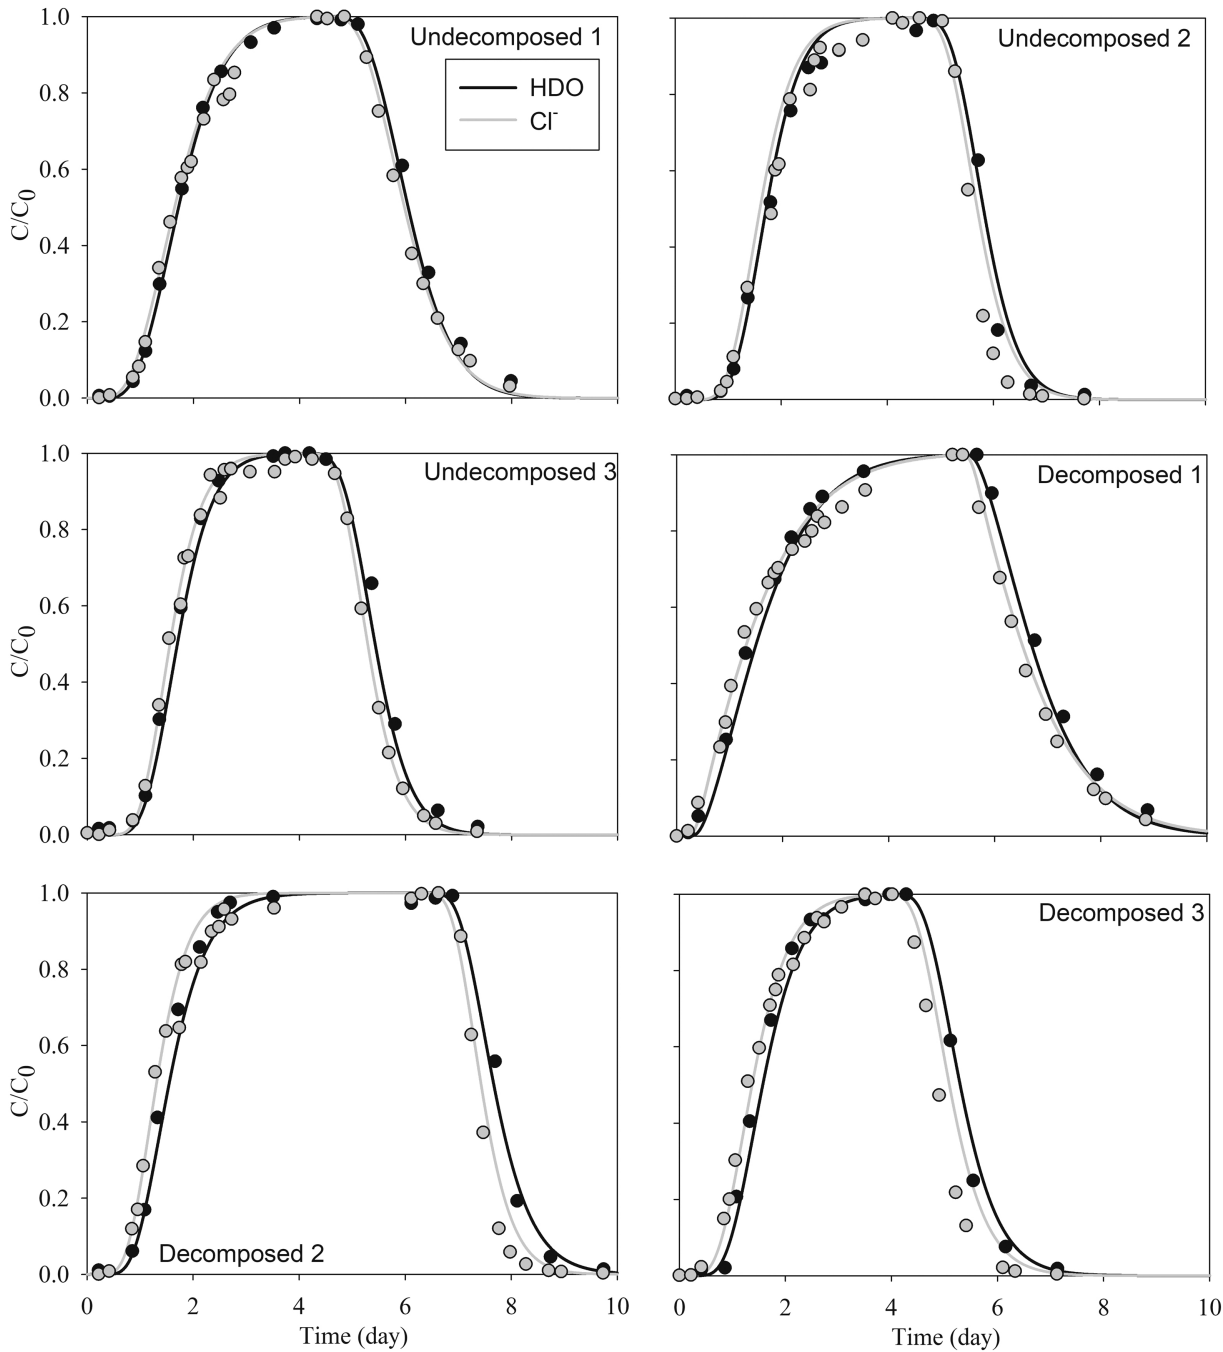 1.0
0.8
0.6
0.4
0.2
0.0
C/C0
Undecomposed 1
HDO
Cl-
Undecomposed 2
1.0
0.8
0.6
0.4
0.2
0.0
C/C0
Undecomposed 3
Decomposed 1
1.0
0.8
0.6
0.4
0.2
0.0
C/C0
Decomposed 2
0 2 4 6 8 10
Time (day)
Decomposed 3
0 2 4 6 8 10
Time (day)